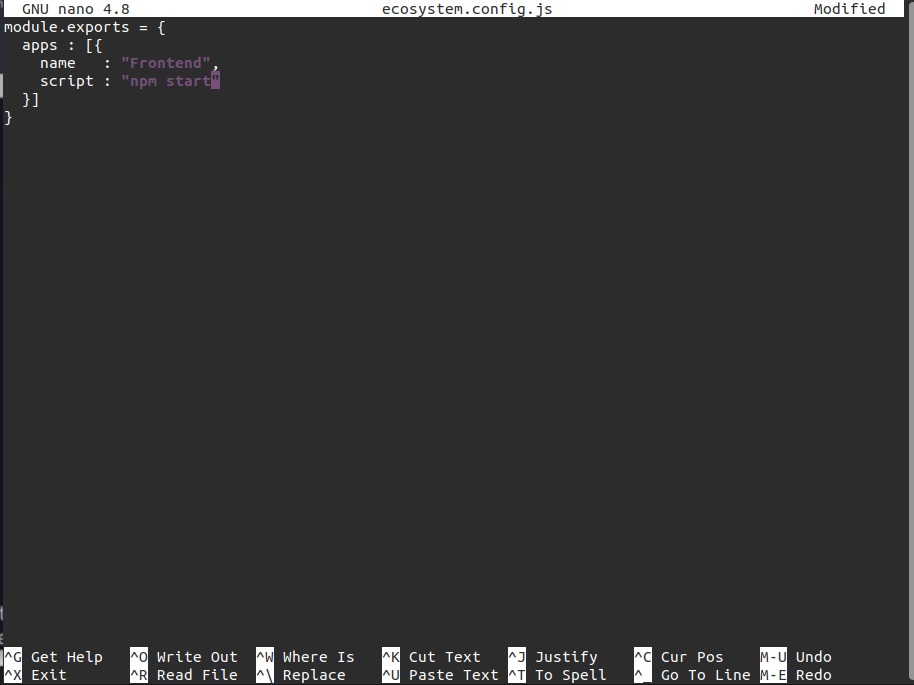 GNU nano 4.8 ecosystem.config.js Modified
module.exports = {
  apps : [{
    name   : "Frontend",
    script : "npm start"
  }]
}
^G Get Help ^O Write Out ^W Where Is ^K Cut Text ^J Justify ^C Cur Pos M-U Undo
^X Exit ^R Read File ^\ Replace ^U Paste Text ^T To Spell ^_ Go To Line M-E Redo